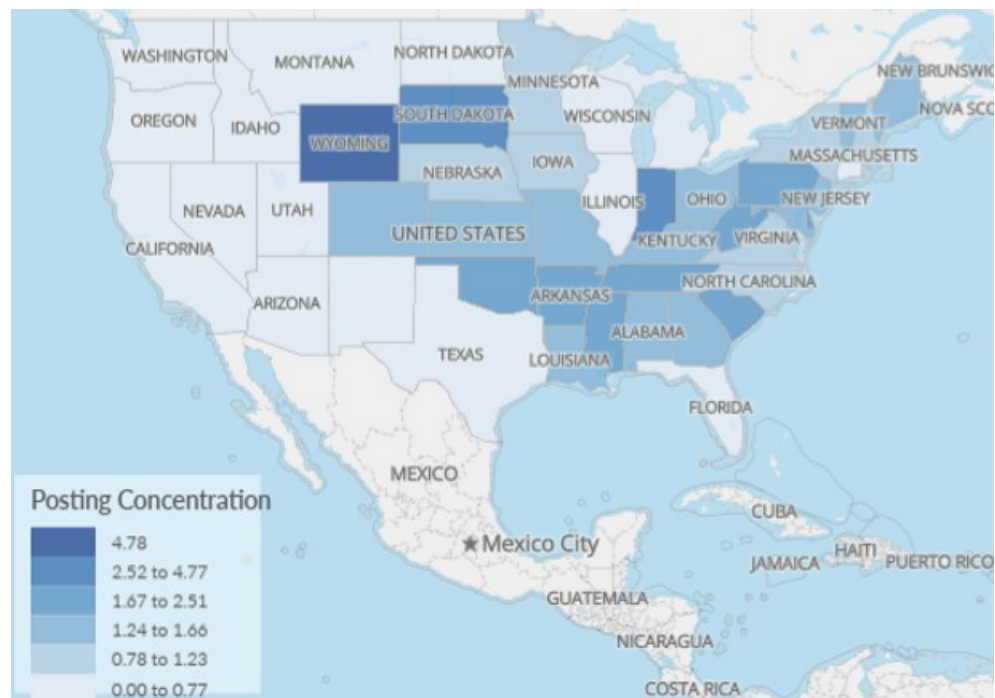 WASHINGTON
MONTANA
NORTH DAKOTA
NEW BRUNSWIC
MINNESOTA
NOVA SCO
OREGON
IDAHO
WYOMING
SOUTH DAKOTA
WISCONSIN
VERMONT
MASSACHUSETTS
NEBRASKA
IOWA
NEVADA
UTAH
ILLINOIS
OHIO
NEW JERSEY
CALIFORNIA
UNITED STATES
KENTUCKY
VIRGINIA
ARIZONA
ARKANSAS
NORTH CAROLINA
TEXAS
LOUISIANA
ALABAMA
FLORIDA
MEXICO
Mexico City
CUBA
HAITI
JAMAICA
PUERTO RICO
GUATEMALA
NICARAGUA
COSTA RICA
Posting Concentration
4.78
2.52 to 4.77
1.67 to 2.51
1.24 to 1.66
0.78 to 1.23
0.00 to 0.77